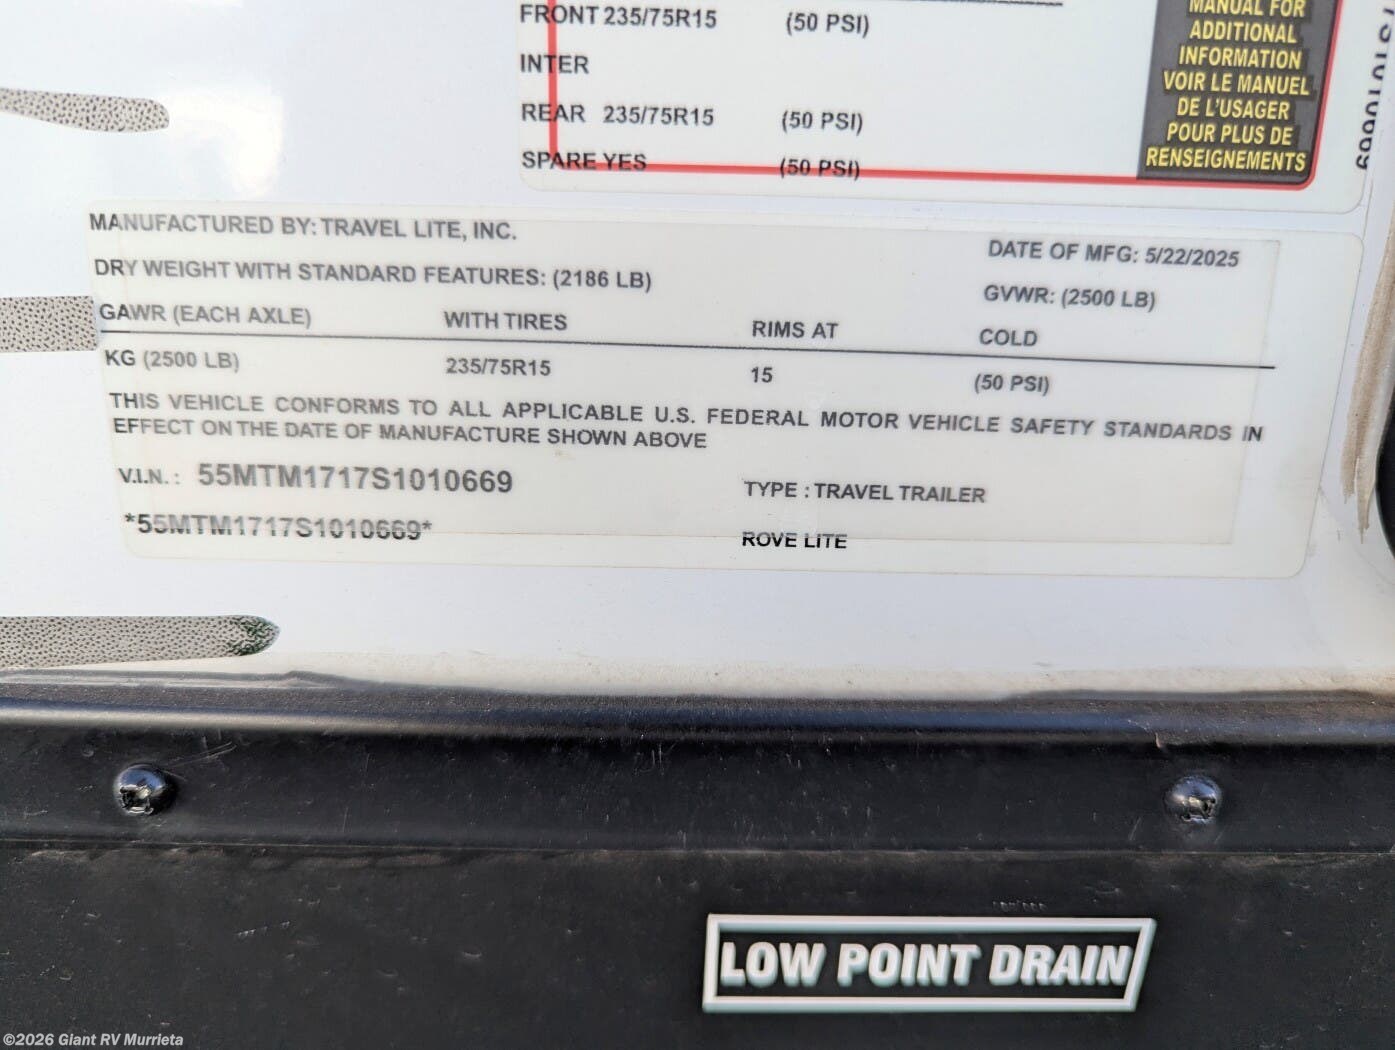 FRONT 235/75R15 (50 PSI)
INTER
REAR 235/75R15 (50 PSI)
SPARE YES (50 PSI)
MANUAL FOR
ADDITIONAL
INFORMATION
VOIR LE MANUEL
DE L'USAGER
POUR PLUS DE
RENSEIGNEMENTS
7S1010669
MANUFACTURED BY: TRAVEL LITE, INC.
DATE OF MFG: 5/22/2025
DRY WEIGHT WITH STANDARD FEATURES: (2186 LB)
GVWR: (2500 LB)
GAWR (EACH AXLE) WITH TIRES RIMS AT COLD
KG (2500 LB) 235/75R15 15 (50 PSI)
THIS VEHICLE CONFORMS TO ALL APPLICABLE U.S. FEDERAL MOTOR VEHICLE SAFETY STANDARDS IN
EFFECT ON THE DATE OF MANUFACTURE SHOWN ABOVE
V.I.N. : 55MTM1717S1010669 TYPE : TRAVEL TRAILER
*55MTM1717S1010669* ROVE LITE
LOW POINT DRAIN
©2026 Giant RV Murrieta